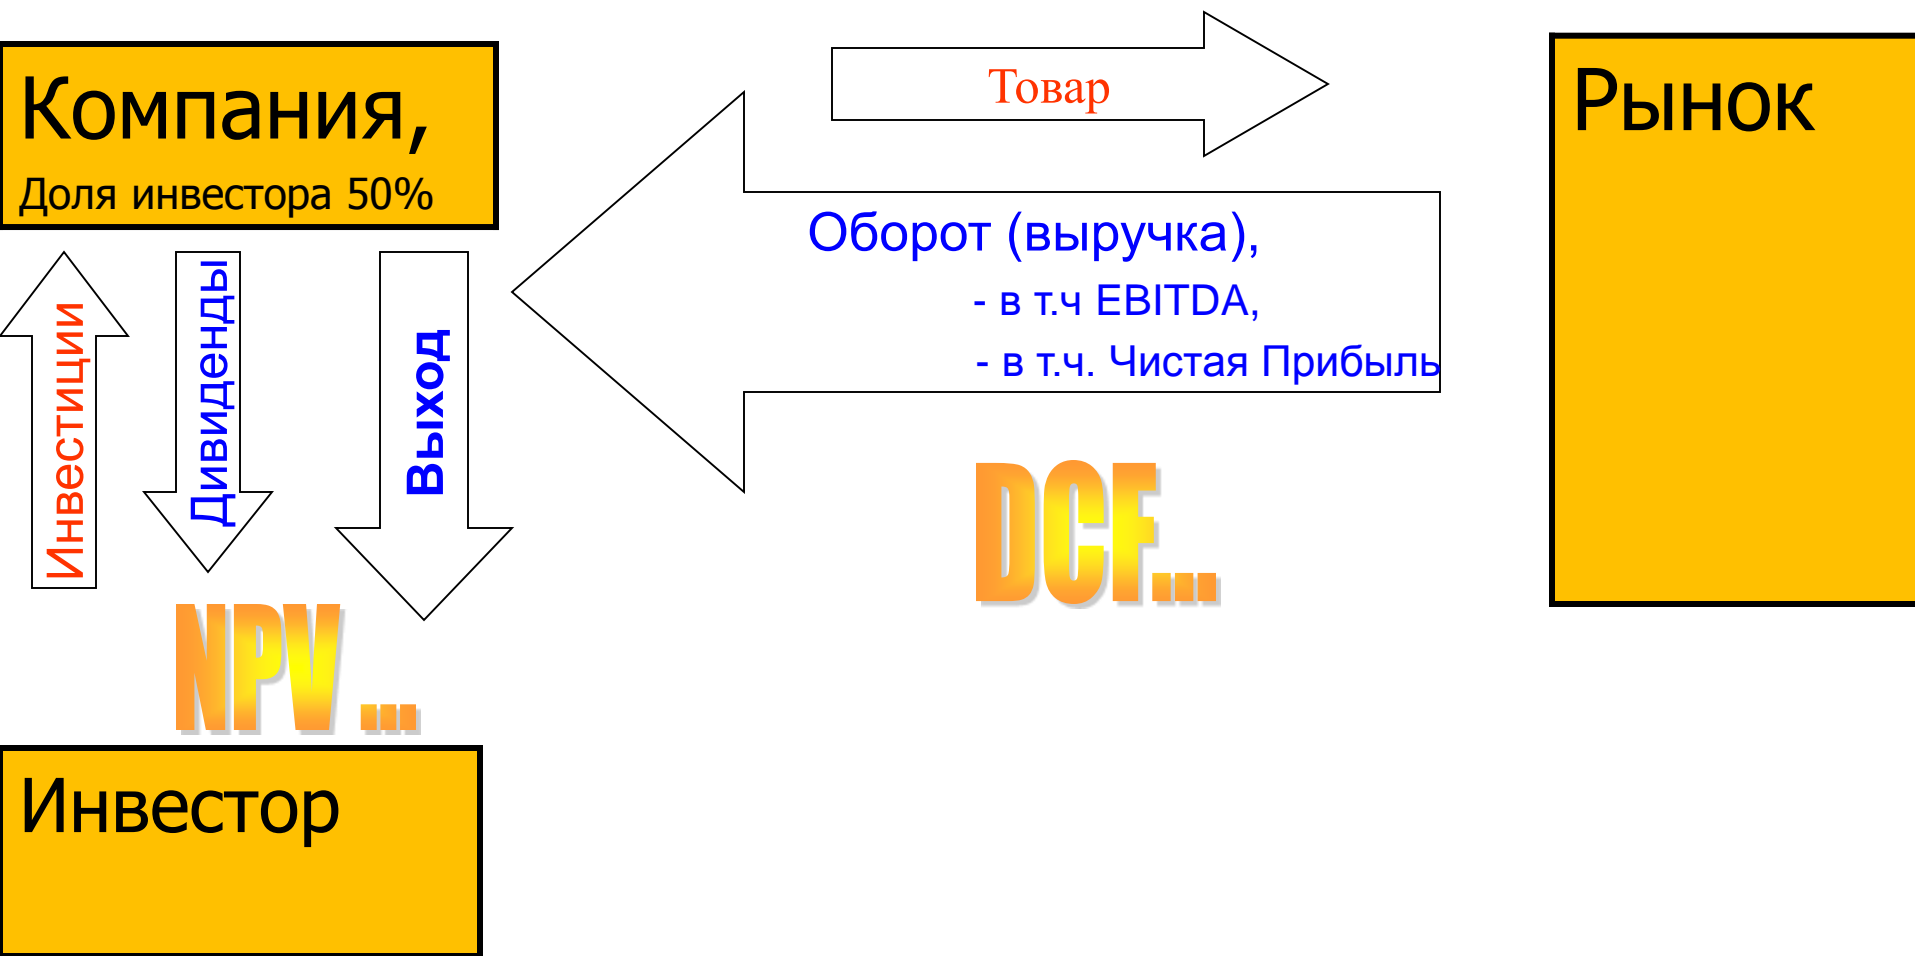 Компания,
Доля инвестора 50%
Товар
Рынок
Оборот (выручка),
- в т.ч EBITDA,
- в т.ч. Чистая Прибыль
Инвестиции
Дивиденды
Выход
DCF...
NPV ...
Инвестор